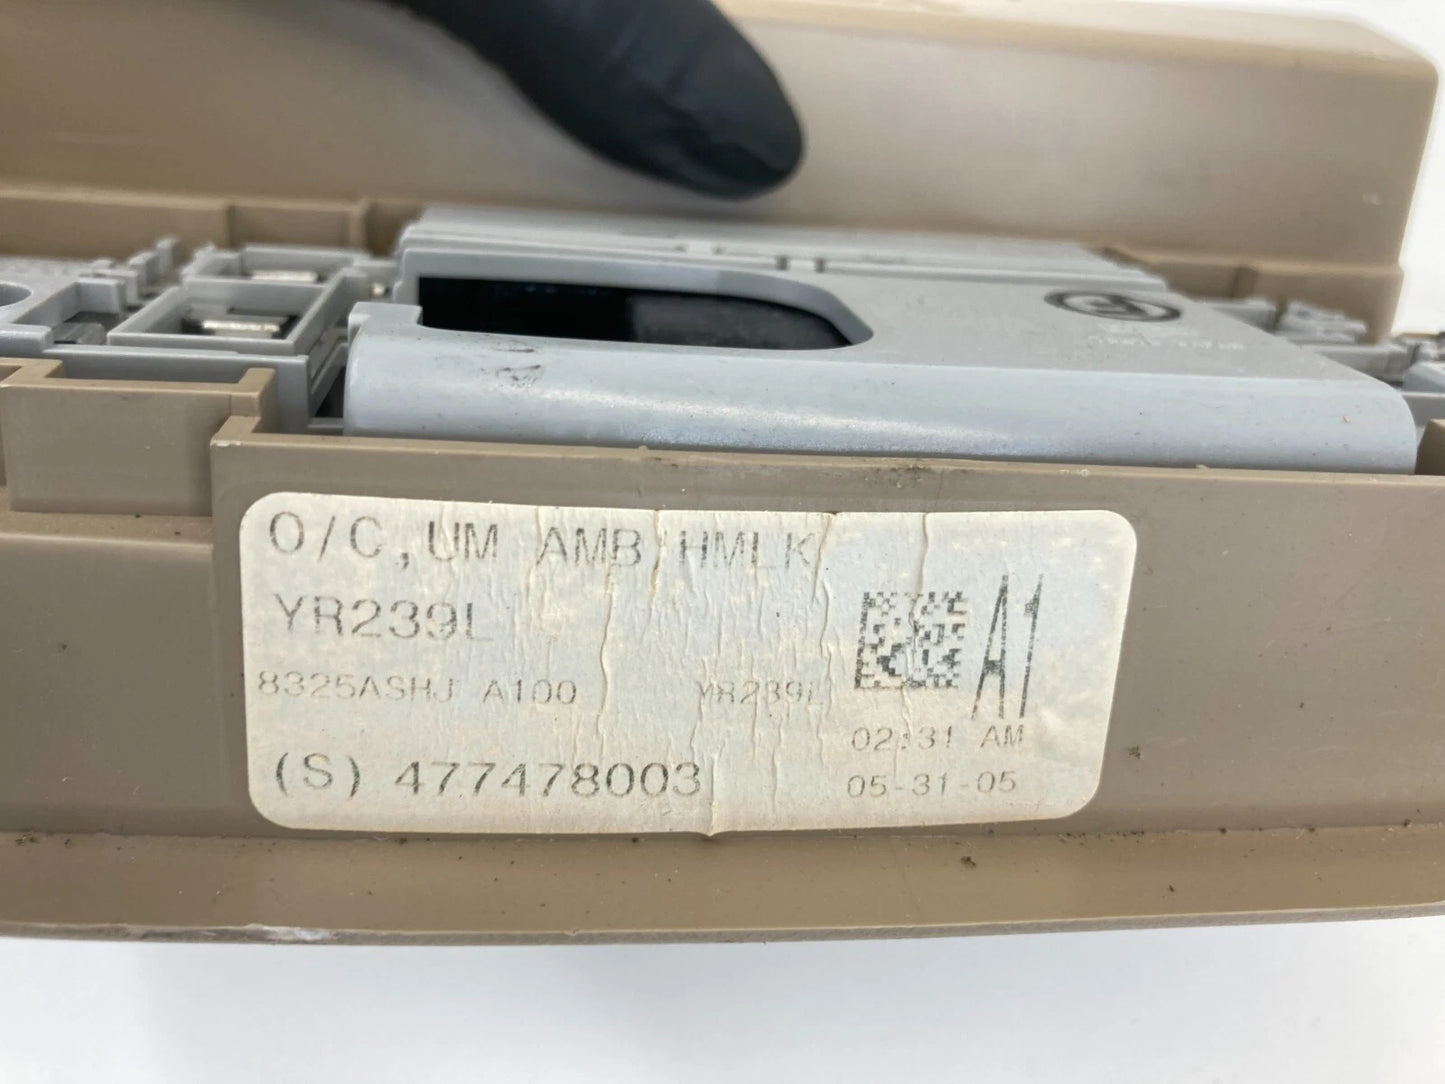 O/C, UM AMB/HMLK
YR239L
8325ASHJ A100 YR239L
A1
02:31 AM
(S) 477478003 05-31-05